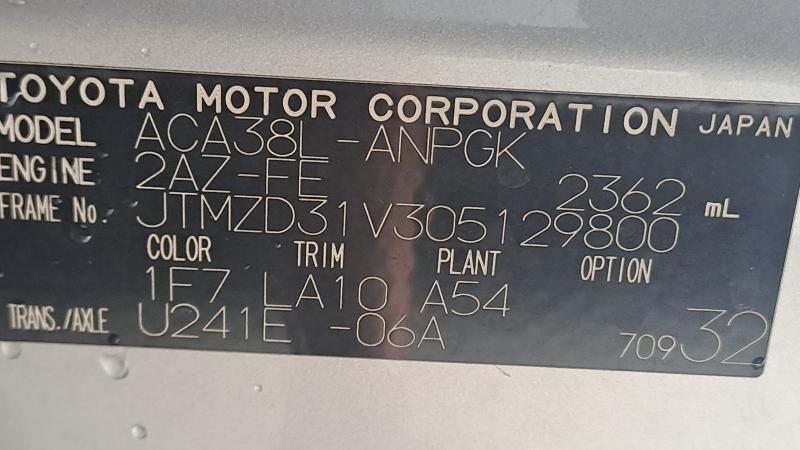 TOYOTA MOTOR CORPORATION JAPAN
MODEL ACA38L-ANPGK
ENGINE 2AZ-FE 2362 mL
FRAME No. JTMZD31V305129800
COLOR TRIM PLANT OPTION
1F7 LA10 A54
TRANS./AXLE U241E -06A 709 32